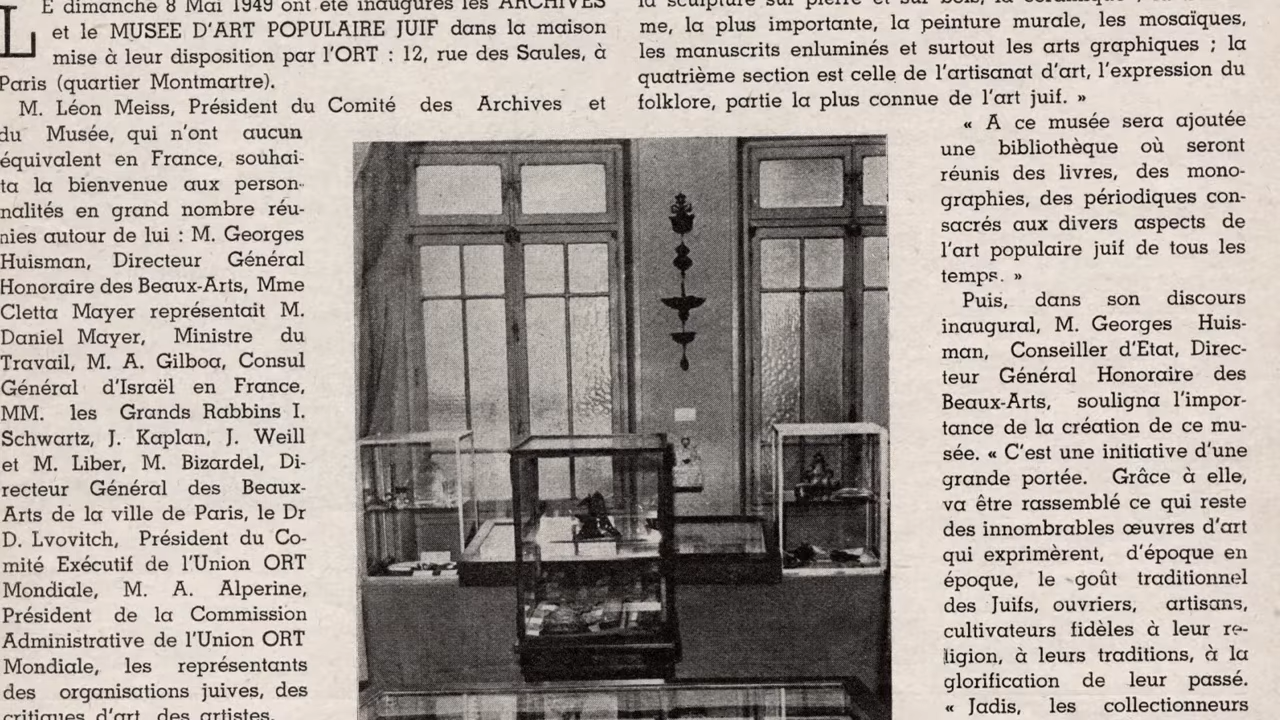 LE dimanche 8 Mai 1949 ont été inaugurés les ARCHIVES
et le MUSEE D'ART POPULAIRE JUIF dans la maison
mise à leur disposition par l'ORT : 12, rue des Saules, à
Paris (quartier Montmartre).
M. Léon Meiss, Président du Comité des Archives et
du Musée, qui n'ont aucun
équivalent en France, souhai-
ta la bienvenue aux person-
nalités en grand nombre réu-
nies autour de lui : M. Georges
Huisman, Directeur Général
Honoraire des Beaux-Arts, Mme
Cletta Mayer représentait M.
Daniel Mayer, Ministre du
Travail, M. A. Gilboa, Consul
Général d'Israël en France,
MM. les Grands Rabbins I.
Schwartz, J. Kaplan, J. Weill
et M. Liber, M. Bizardel, Di-
recteur Général des Beaux-
Arts de la ville de Paris, le Dr
D. Lvovitch, Président du Co-
mité Exécutif de l'Union ORT
Mondiale, M. A. Alperine,
Président de la Commission
Administrative de l'Union ORT
Mondiale, les représentants
des organisations juives, des
critiques d'art, des artistes.
la sculpture sur pierre et sur bois, la céramique ;
me, la plus importante, la peinture murale, les mosaïques,
les manuscrits enluminés et surtout les arts graphiques ; la
quatrième section est celle de l'artisanat d'art, l'expression du
folklore, partie la plus connue de l'art juif. »
« A ce musée sera ajoutée
une bibliothèque où seront
réunis des livres, des mono-
graphies, des périodiques con-
sacrés aux divers aspects de
l'art populaire juif de tous les
temps. »
Puis, dans son discours
inaugural, M. Georges Huis-
man, Conseiller d'Etat, Direc-
teur Général Honoraire des
Beaux-Arts, souligna l'impor-
tance de la création de ce mu-
sée. « C'est une initiative d'une
grande portée. Grâce à elle,
va être rassemblé ce qui reste
des innombrables œuvres d'art
qui exprimèrent, d'époque en
époque, le goût traditionnel
des Juifs, ouvriers, artisans,
cultivateurs fidèles à leur re-
ligion, à leurs traditions, à la
glorification de leur passé.
« Jadis, les collectionneurs